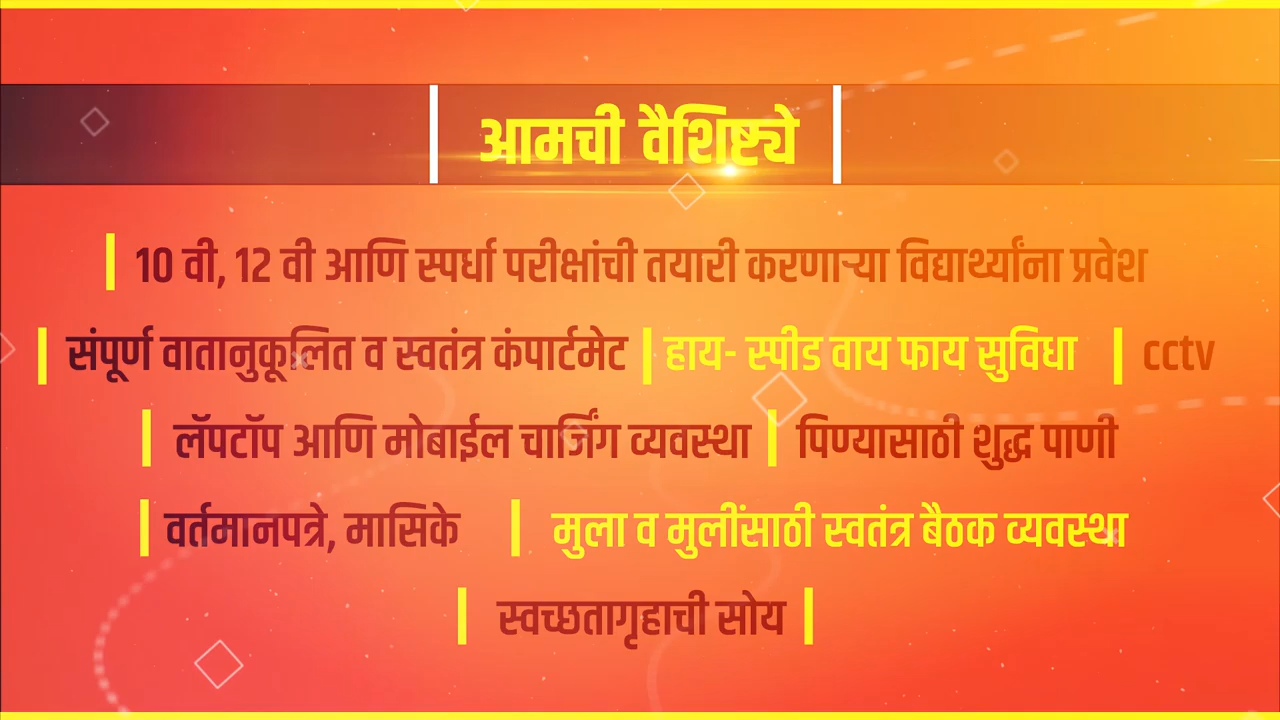 आमची वैशिष्ट्ये
10 वी, 12 वी आणि स्पर्धा परीक्षांची तयारी करणाऱ्या विद्यार्थ्यांना प्रवेश
संपूर्ण वातानुकूलित व स्वतंत्र कंपार्टमेट | हाय- स्पीड वाय फाय सुविधा | cctv
लॅपटॉप आणि मोबाईल चार्जिंग व्यवस्था | पिण्यासाठी शुद्ध पाणी
वर्तमानपत्रे, मासिके | मुला व मुलींसाठी स्वतंत्र बैठक व्यवस्था
स्वच्छतागृहाची सोय